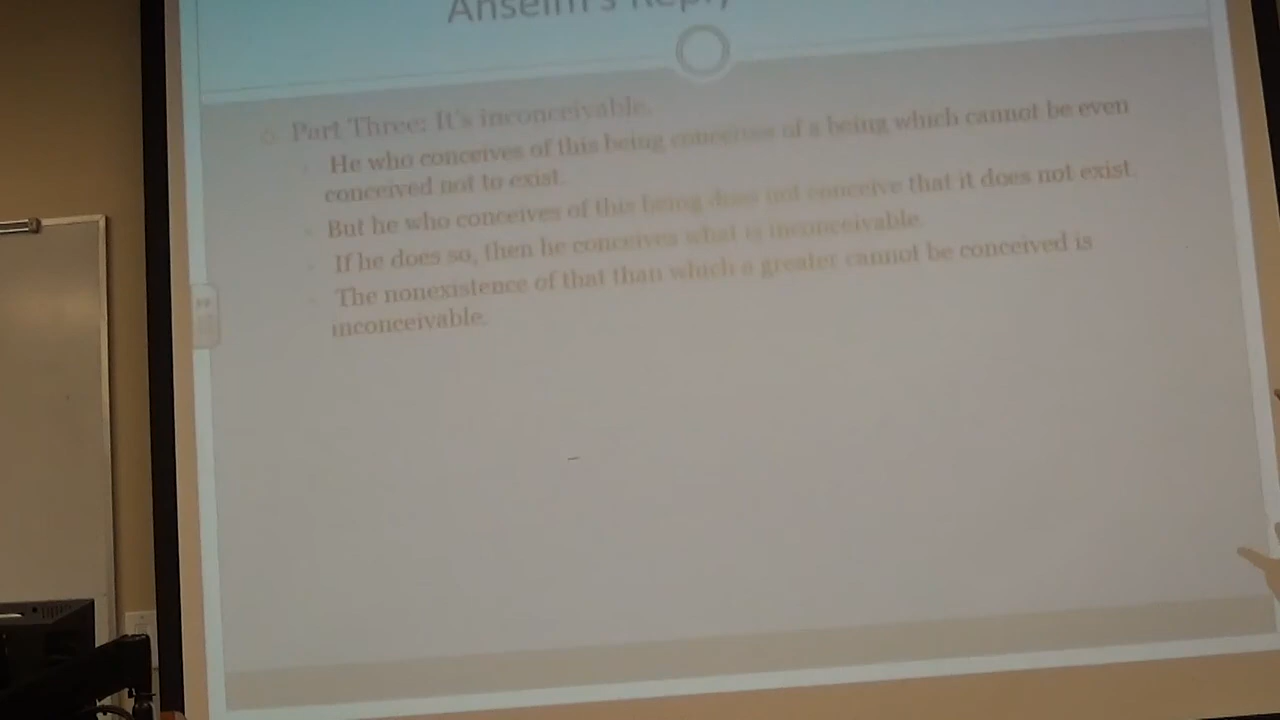 Anselm's Reply
Part Three: It's inconceivable.
He who conceives of this being conceives of a being which cannot be even
conceived not to exist.
But he who conceives of this being does not conceive that it does not exist.
If he does so, then he conceives what is inconceivable.
The nonexistence of that than which a greater cannot be conceived is
inconceivable.